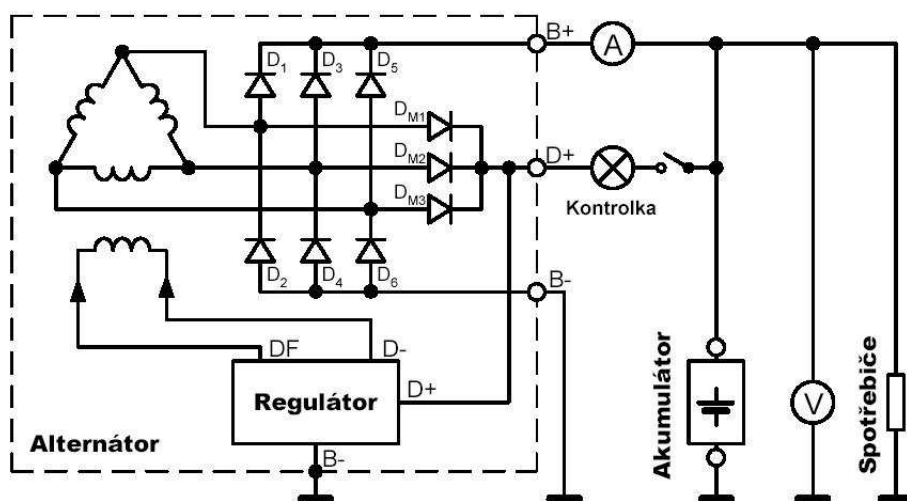 B+
A
D1
D3
D5
DM1
DM2
DM3
D+
Kontrolka
D2
D4
D6
B-
DF
D-
Regulátor
D+
B-
Alternátor
Akumulátor
V
Spotřebiče